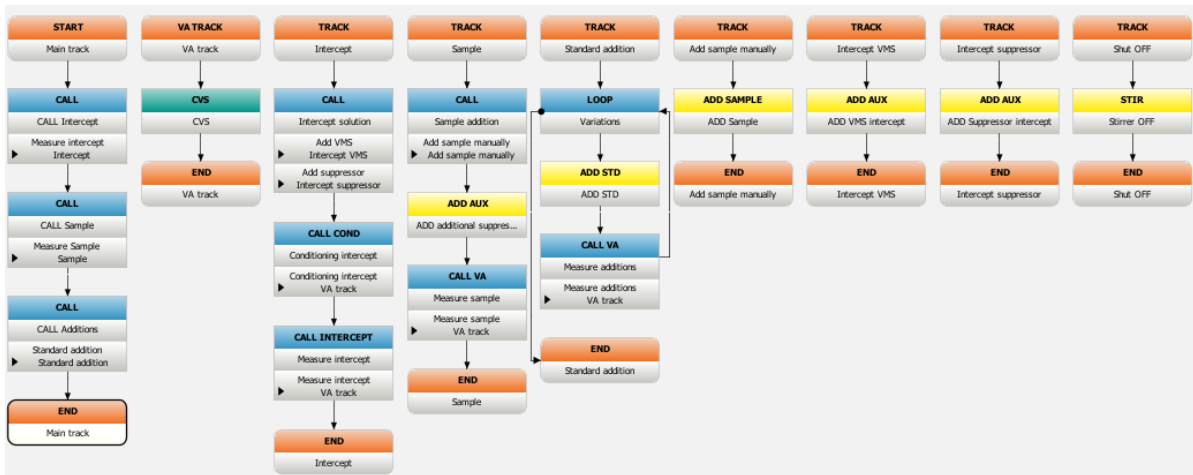 START
Main track
CALL
CALL Intercept
Measure intercept
Intercept
CALL
CALL Sample
Measure Sample
Sample
CALL
CALL Additions
Standard addition
Standard addition
END
Main track
VA TRACK
VA track
CVS
CVS
END
VA track
TRACK
Intercept
CALL
Intercept solution
Add VMS
Intercept VMS
Add suppressor
Intercept suppressor
CALL COND
Conditioning intercept
Conditioning intercept
VA track
CALL INTERCEPT
Measure intercept
Measure intercept
VA track
END
Intercept
TRACK
Sample
CALL
Sample addition
Add sample manually
Add sample manually
ADD AUX
ADD additional suppres...
CALL VA
Measure sample
Measure sample
VA track
END
Sample
TRACK
Standard addition
LOOP
Variations
ADD STD
ADD STD
CALL VA
Measure additions
Measure additions
VA track
END
Standard addition
TRACK
Add sample manually
ADD SAMPLE
ADD Sample
END
Add sample manually
TRACK
Intercept VMS
ADD AUX
ADD VMS intercept
END
Intercept VMS
TRACK
Intercept suppressor
ADD AUX
ADD Suppressor intercept
END
Intercept suppressor
TRACK
Shut OFF
STIR
Stirrer OFF
END
Shut OFF